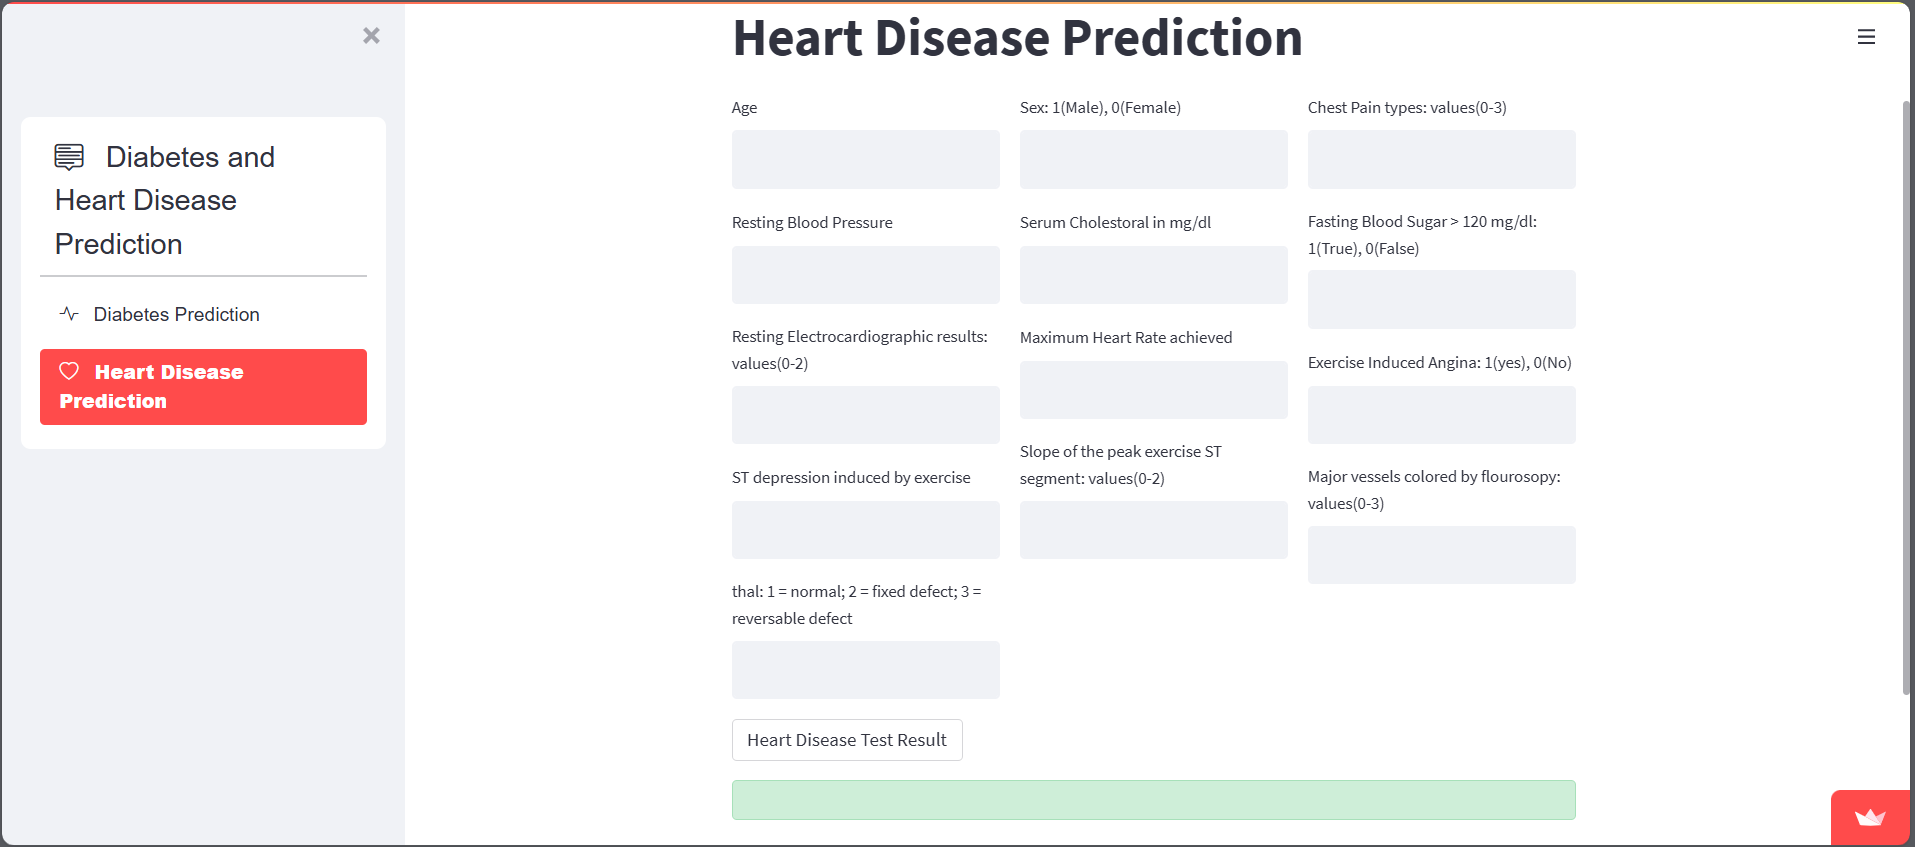 Diabetes and
Heart Disease
Prediction
Diabetes Prediction
Heart Disease
Prediction
Heart Disease Prediction
Age
Sex: 1(Male), 0(Female)
Chest Pain types: values(0-3)
Resting Blood Pressure
Serum Cholestoral in mg/dl
Fasting Blood Sugar > 120 mg/dl:
1(True), 0(False)
Resting Electrocardiographic results:
values(0-2)
Maximum Heart Rate achieved
Exercise Induced Angina: 1(yes), 0(No)
ST depression induced by exercise
Slope of the peak exercise ST
segment: values(0-2)
Major vessels colored by flourosopy:
values(0-3)
thal: 1 = normal; 2 = fixed defect; 3 =
reversable defect
Heart Disease Test Result